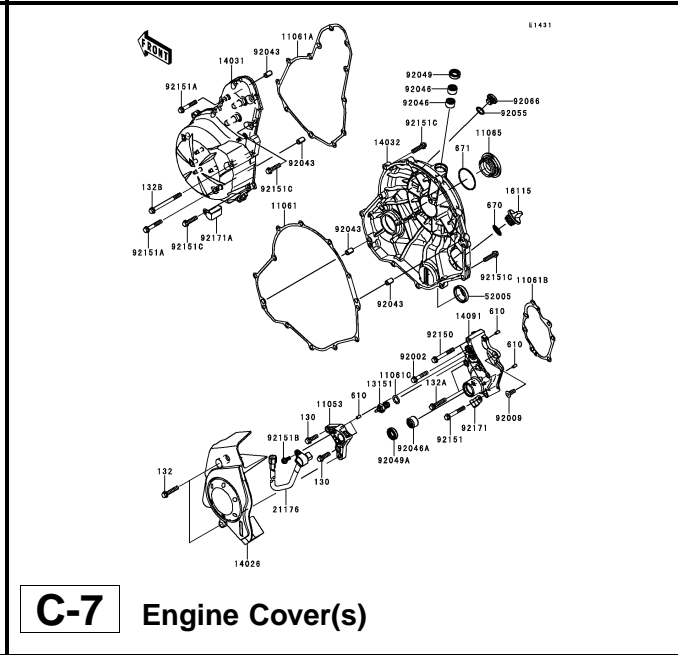 E1431
FRONT
11061A
92043
14031
92151A
92049
92046
92046
92066
92055
92151C
14032
671
11065
92043
92151C
132B
11061
16115
670
92151A
92151C
92171A
92043
92151C
11061B
92043
52005
610
14091
92150
610
92002
11061C
13151
132A
610
11053
130
92151B
92009
92171
92151
92046A
92049A
132
130
21176
14026
C-7 Engine Cover(s)